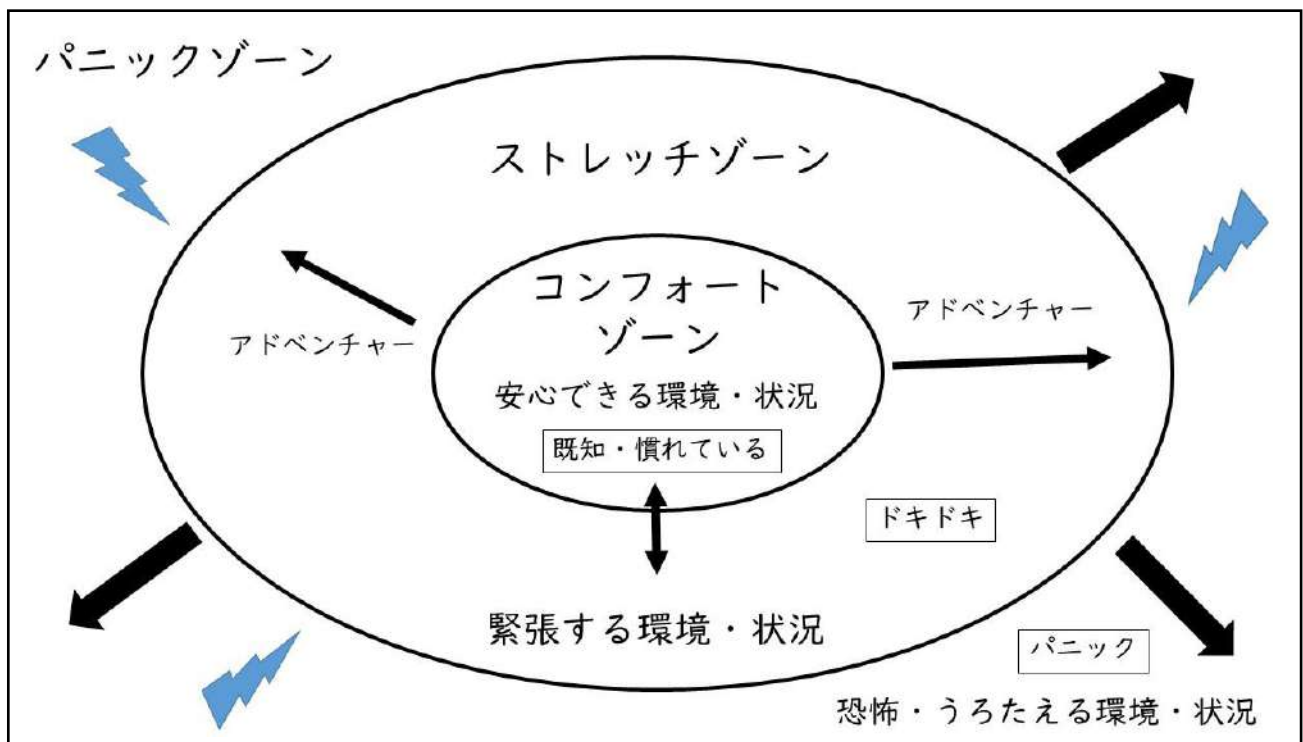 パニックゾーン
ストレッチゾーン
コンフォート
ゾーン
アドベンチャー
アドベンチャー
安心できる環境・状況
既知・慣れている
ドキドキ
緊張する環境・状況
パニック
恐怖・うろたえる環境・状況